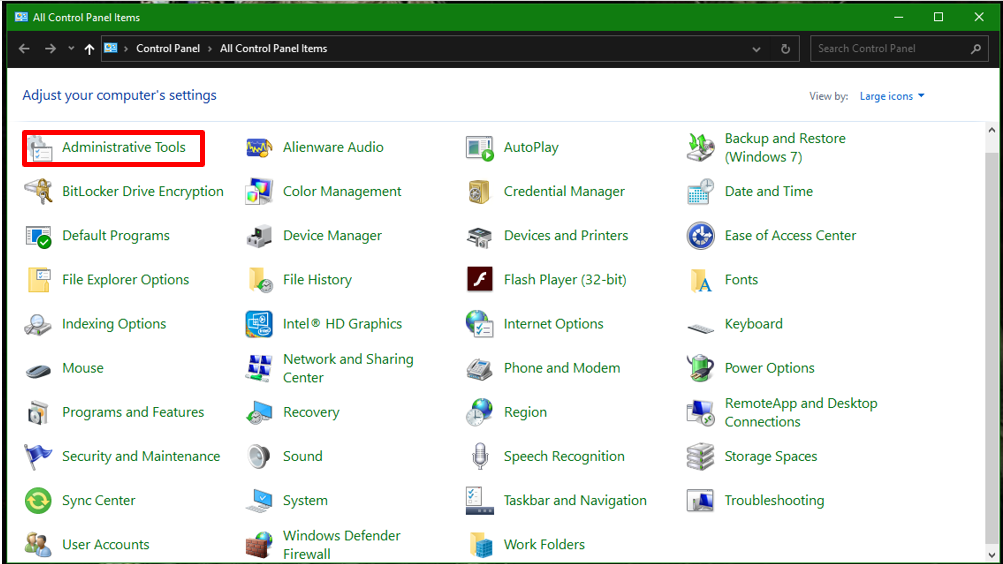 All Control Panel Items
Control Panel › All Control Panel Items
Search Control Panel
Adjust your computer's settings
View by: Large icons
Administrative Tools
Alienware Audio
AutoPlay
Backup and Restore
(Windows 7)
BitLocker Drive Encryption
Color Management
Credential Manager
Date and Time
Default Programs
Device Manager
Devices and Printers
Ease of Access Center
File Explorer Options
File History
Flash Player (32-bit)
Fonts
Indexing Options
Intel® HD Graphics
Internet Options
Keyboard
Mouse
Network and Sharing
Center
Phone and Modem
Power Options
Programs and Features
Recovery
Region
RemoteApp and Desktop
Connections
Security and Maintenance
Sound
Speech Recognition
Storage Spaces
Sync Center
System
Taskbar and Navigation
Troubleshooting
User Accounts
Windows Defender
Firewall
Work Folders